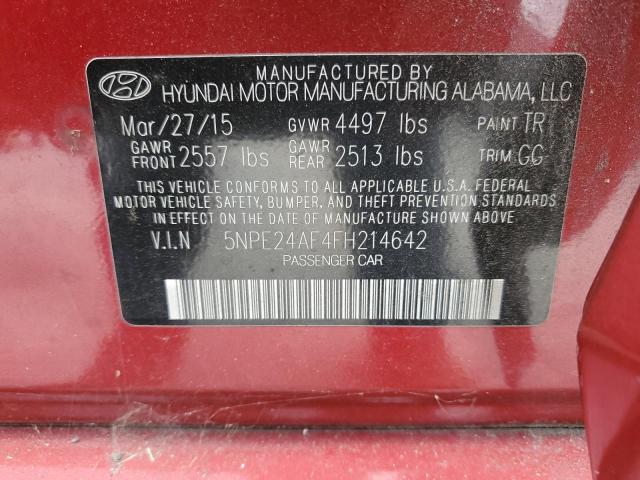 MANUFACTURED BY
HYUNDAI MOTOR MANUFACTURING ALABAMA, LLC
Mar/27/15 GVWR 4497 lbs PAINT TR
GAWR FRONT 2557 lbs GAWR REAR 2513 lbs TRIM GG
THIS VEHICLE CONFORMS TO ALL APPLICABLE U.S.A. FEDERAL
MOTOR VEHICLE SAFETY, BUMPER, AND THEFT PREVENTION
STANDARDS IN EFFECT ON THE DATE OF MANUFACTURE SHOWN ABOVE.
V.I.N 5NPE24AF4FH214642
PASSENGER CAR